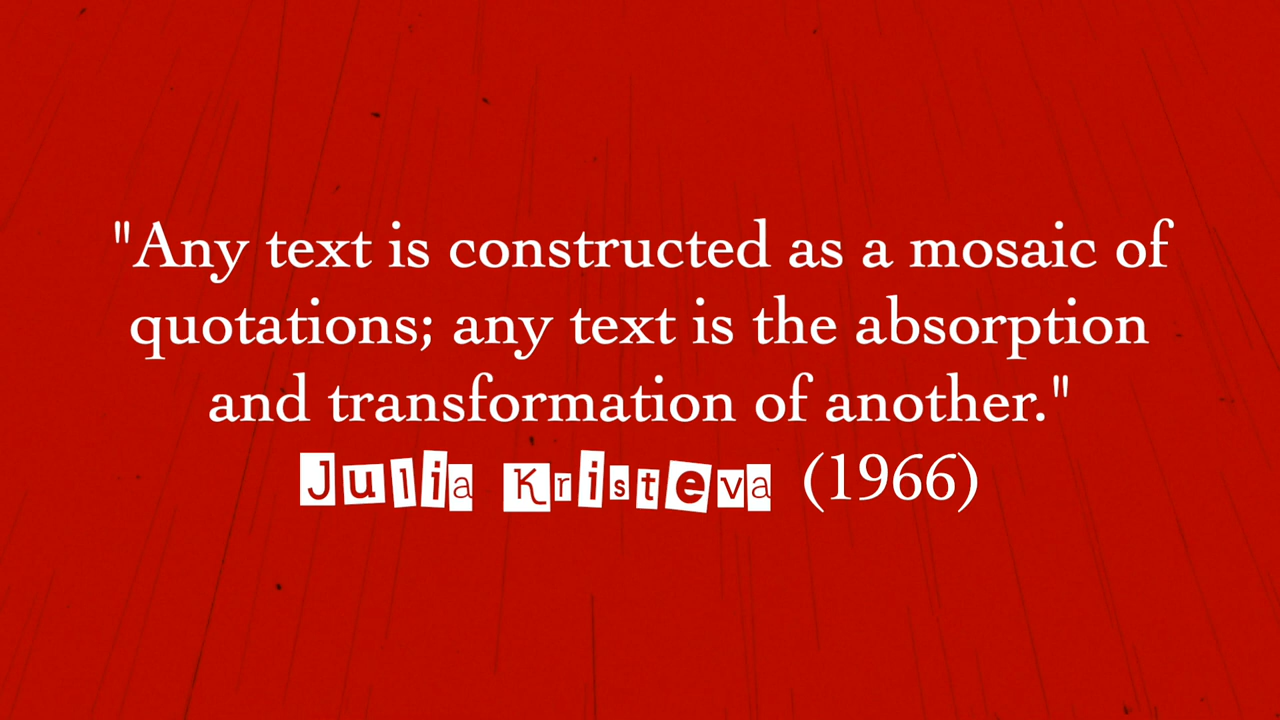 "Any text is constructed as a mosaic of
quotations; any text is the absorption
and transformation of another."
Julia Kristeva (1966)